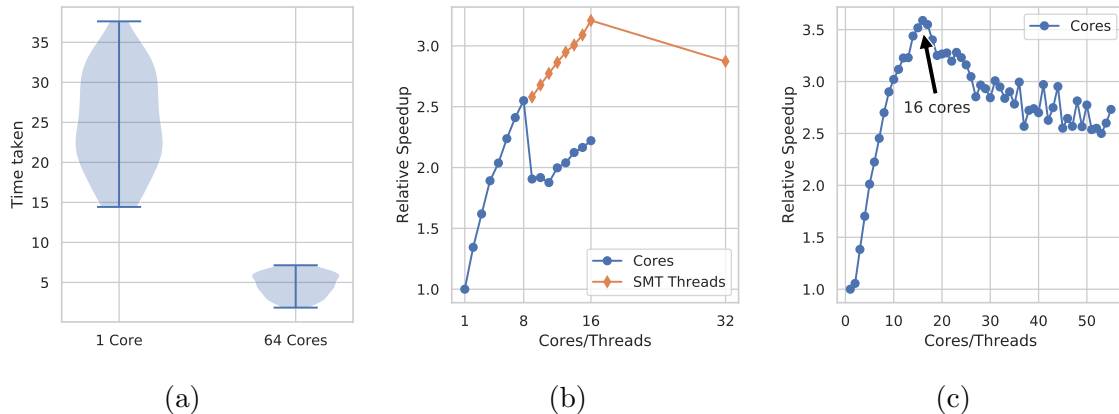 35
30
25
20
15
10
5
Time taken
1 Core
64 Cores
(a)
3.0
2.5
2.0
1.5
1.0
Relative Speedup
Cores
SMT Threads
1
8
16
32
Cores/Threads
(b)
3.5
3.0
2.5
2.0
1.5
1.0
Relative Speedup
Cores
16 cores
0
10
20
30
40
50
Cores/Threads
(c)